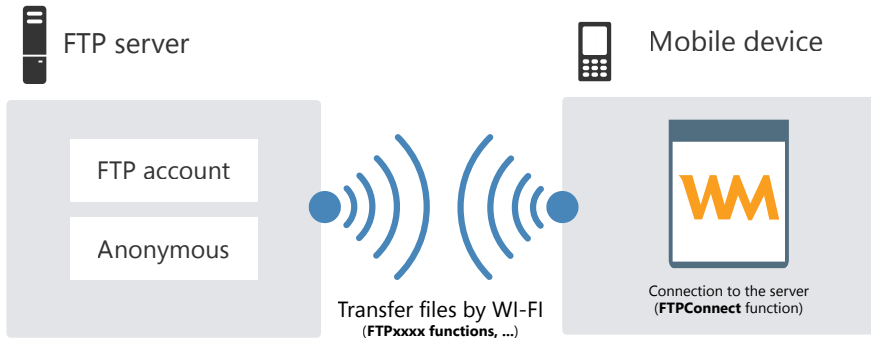 FTP server
FTP account
Anonymous
Transfer files by WI-FI
(FTPxxxx functions, ...)
Mobile device
WM
Connection to the server
(FTPConnect function)